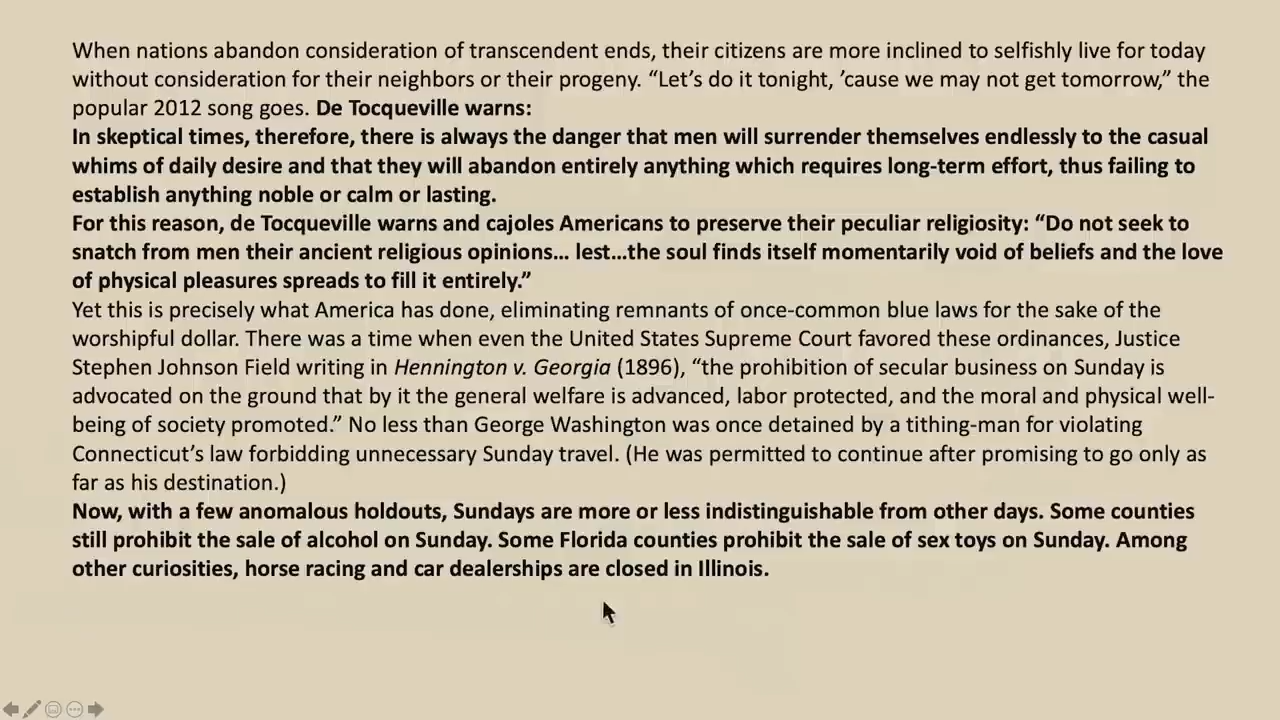 When nations abandon consideration of transcendent ends, their citizens are more inclined to selfishly live for today
without consideration for their neighbors or their progeny. “Let’s do it tonight, ’cause we may not get tomorrow,” the
popular 2012 song goes. De Tocqueville warns:
In skeptical times, therefore, there is always the danger that men will surrender themselves endlessly to the casual
whims of daily desire and that they will abandon entirely anything which requires long-term effort, thus failing to
establish anything noble or calm or lasting.
For this reason, de Tocqueville warns and cajoles Americans to preserve their peculiar religiosity: “Do not seek to
snatch from men their ancient religious opinions... lest...the soul finds itself momentarily void of beliefs and the love
of physical pleasures spreads to fill it entirely.”
Yet this is precisely what America has done, eliminating remnants of once-common blue laws for the sake of the
worshipful dollar. There was a time when even the United States Supreme Court favored these ordinances, Justice
Stephen Johnson Field writing in Hennington v. Georgia (1896), “the prohibition of secular business on Sunday is
advocated on the ground that by it the general welfare is advanced, labor protected, and the moral and physical well-
being of society promoted.” No less than George Washington was once detained by a tithing-man for violating
Connecticut’s law forbidding unnecessary Sunday travel. (He was permitted to continue after promising to go only as
far as his destination.)
Now, with a few anomalous holdouts, Sundays are more or less indistinguishable from other days. Some counties
still prohibit the sale of alcohol on Sunday. Some Florida counties prohibit the sale of sex toys on Sunday. Among
other curiosities, horse racing and car dealerships are closed in Illinois.